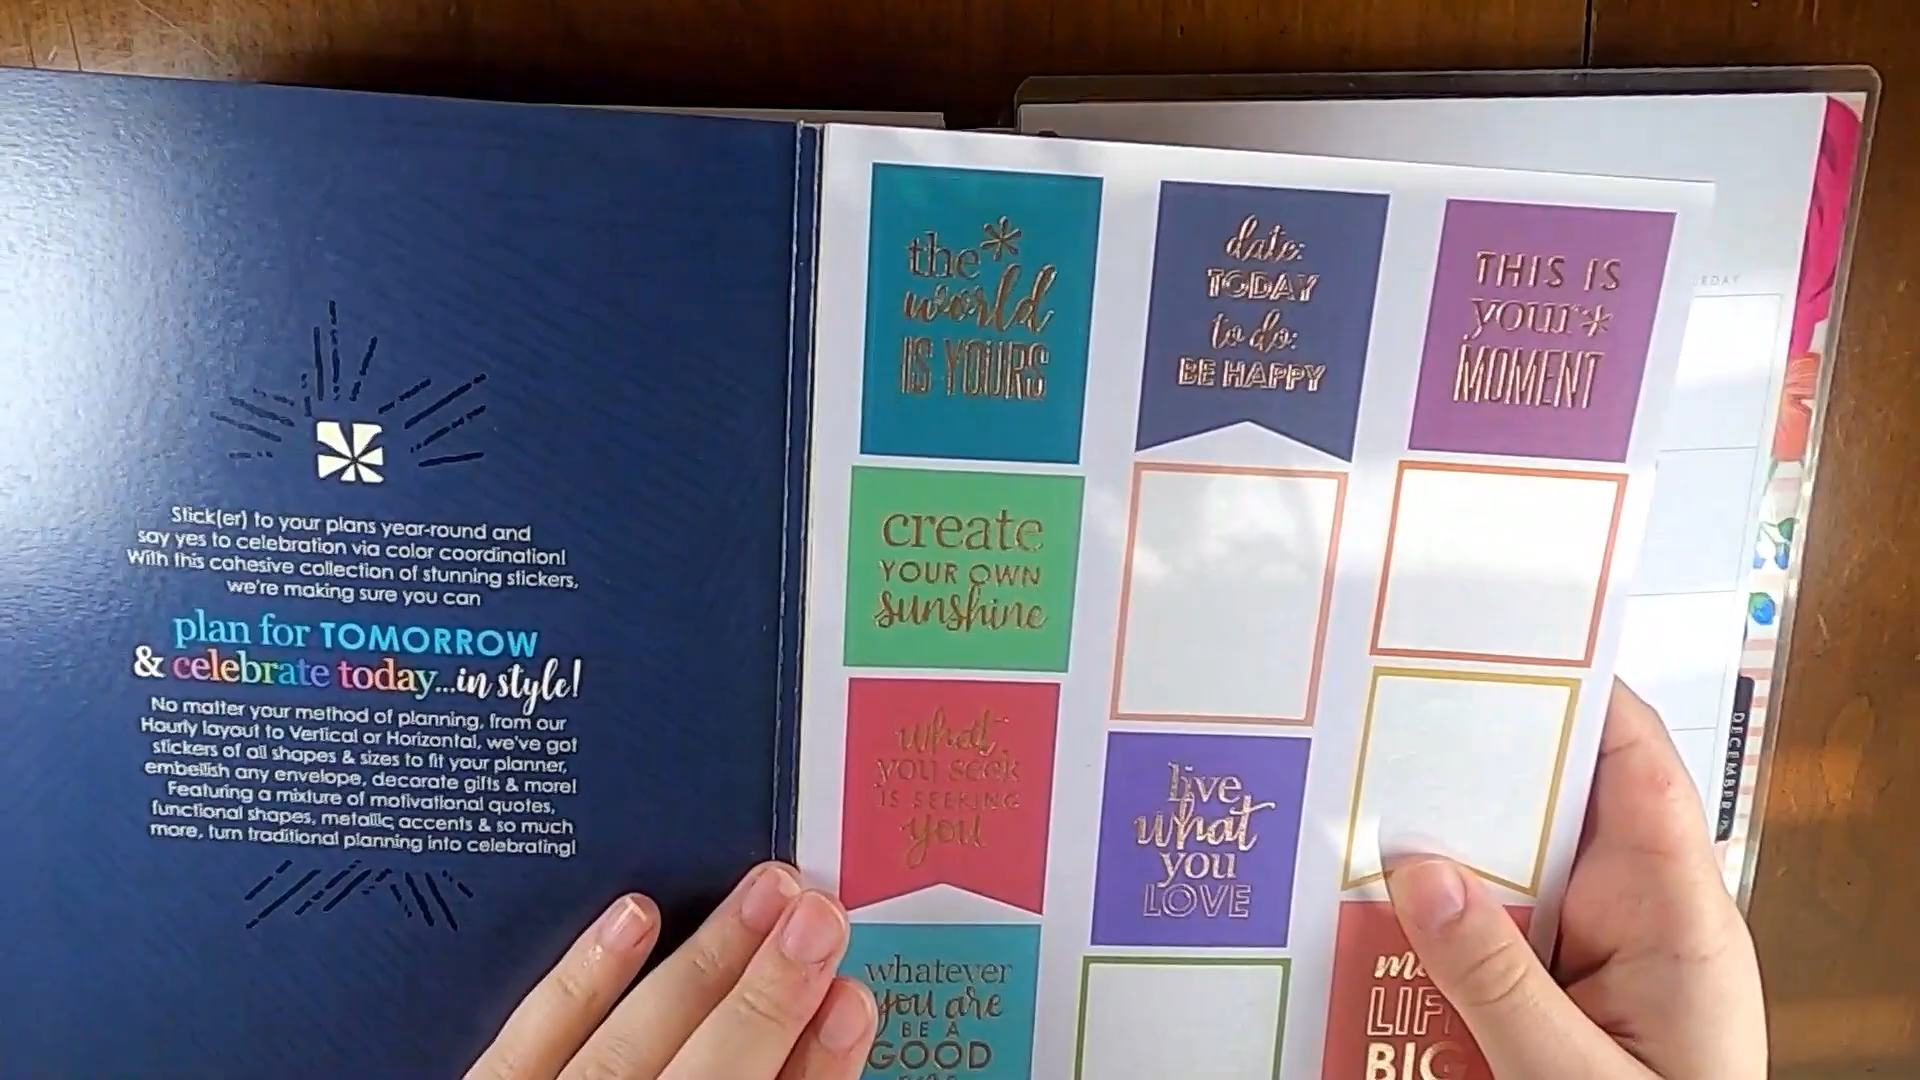 Stick(er) to your plans year-round and
say yes to celebration via color coordination!
With this cohesive collection of stunning stickers,
we're making sure you can
plan for TOMORROW
& celebrate today...in style!
No matter your method of planning, from our
Hourly layout to Vertical or Horizontal, we've got
stickers of all shapes & sizes to fit your planner,
embellish any envelope, decorate gifts & more!
Featuring a mixture of motivational quotes,
functional shapes, metallic accents & so much
more, turn traditional planning into celebrating!
the
world
IS YOURS
date:
TODAY
to do:
BE HAPPY
THIS IS
your
MOMENT
create
YOUR OWN
sunshine
what
you seek
IS SEEKING
you
live
what
you
LOVE
whatever
you are
BE A
GOOD
BIG
DECEMBER